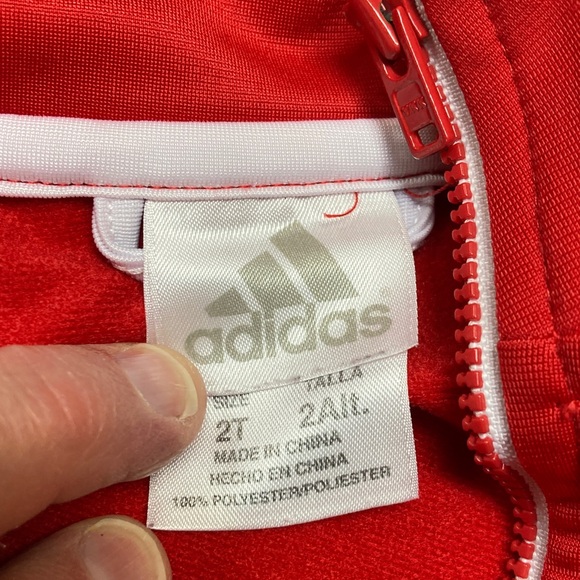 adidas
SIZE TALLA
2T 2Alt.
MADE IN CHINA
HECHO EN CHINA
100% POLYESTER/POLIESTER